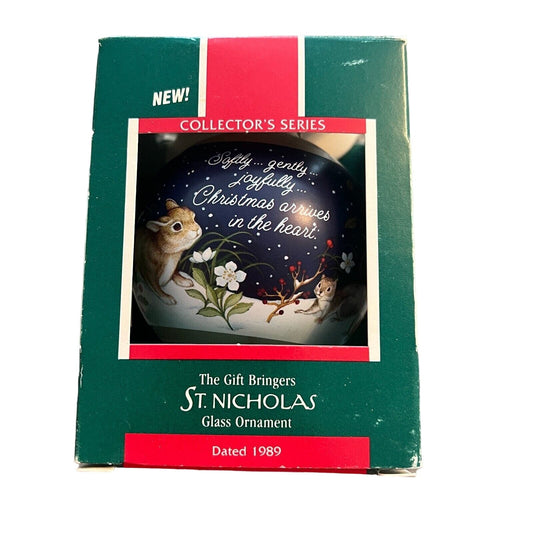 NEW!
COLLECTOR'S SERIES
Softly... gently...
joyfully...
Christmas arrives
in the heart.
The Gift Bringers
ST. NICHOLAS
Glass Ornament
Dated 1989